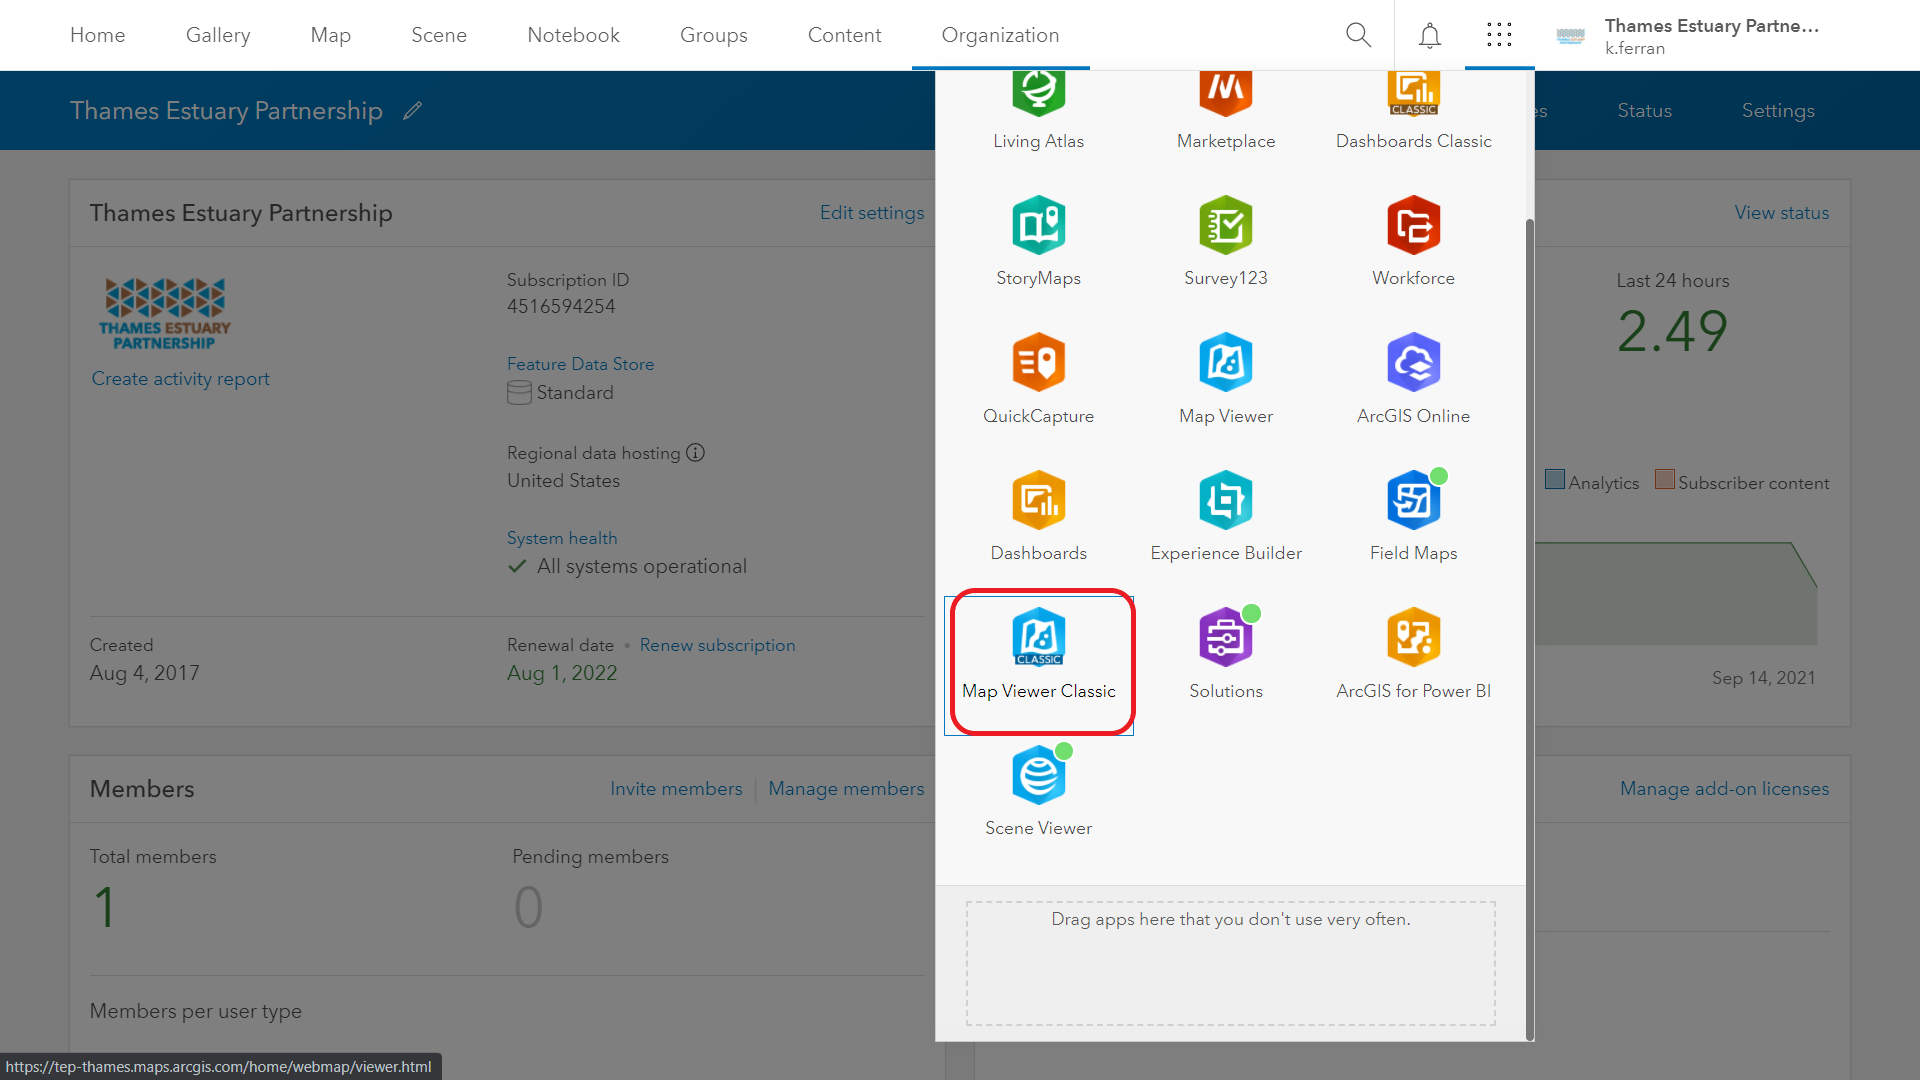 Home Gallery Map Scene Notebook Groups Content Organization
Thames Estuary Partne...
k.ferran
Thames Estuary Partnership
es Status Settings
Living Atlas Marketplace Dashboards Classic
CLASSIC
StoryMaps Survey123 Workforce
QuickCapture Map Viewer ArcGIS Online
Dashboards Experience Builder Field Maps
CLASSIC
Map Viewer Classic Solutions ArcGIS for Power BI
Scene Viewer
Drag apps here that you don't use very often.
Thames Estuary Partnership Edit settings
THAMES ESTUARY
PARTNERSHIP
Create activity report
Subscription ID
4516594254
Feature Data Store
Standard
Regional data hosting
United States
System health
All systems operational
Created
Aug 4, 2017
Renewal date • Renew subscription
Aug 1, 2022
View status
Last 24 hours
2.49
Analytics Subscriber content
Sep 14, 2021
Members Invite members Manage members
Total members
1
Pending members
0
Members per user type
Manage add-on licenses
https://tep-thames.maps.arcgis.com/home/webmap/viewer.html